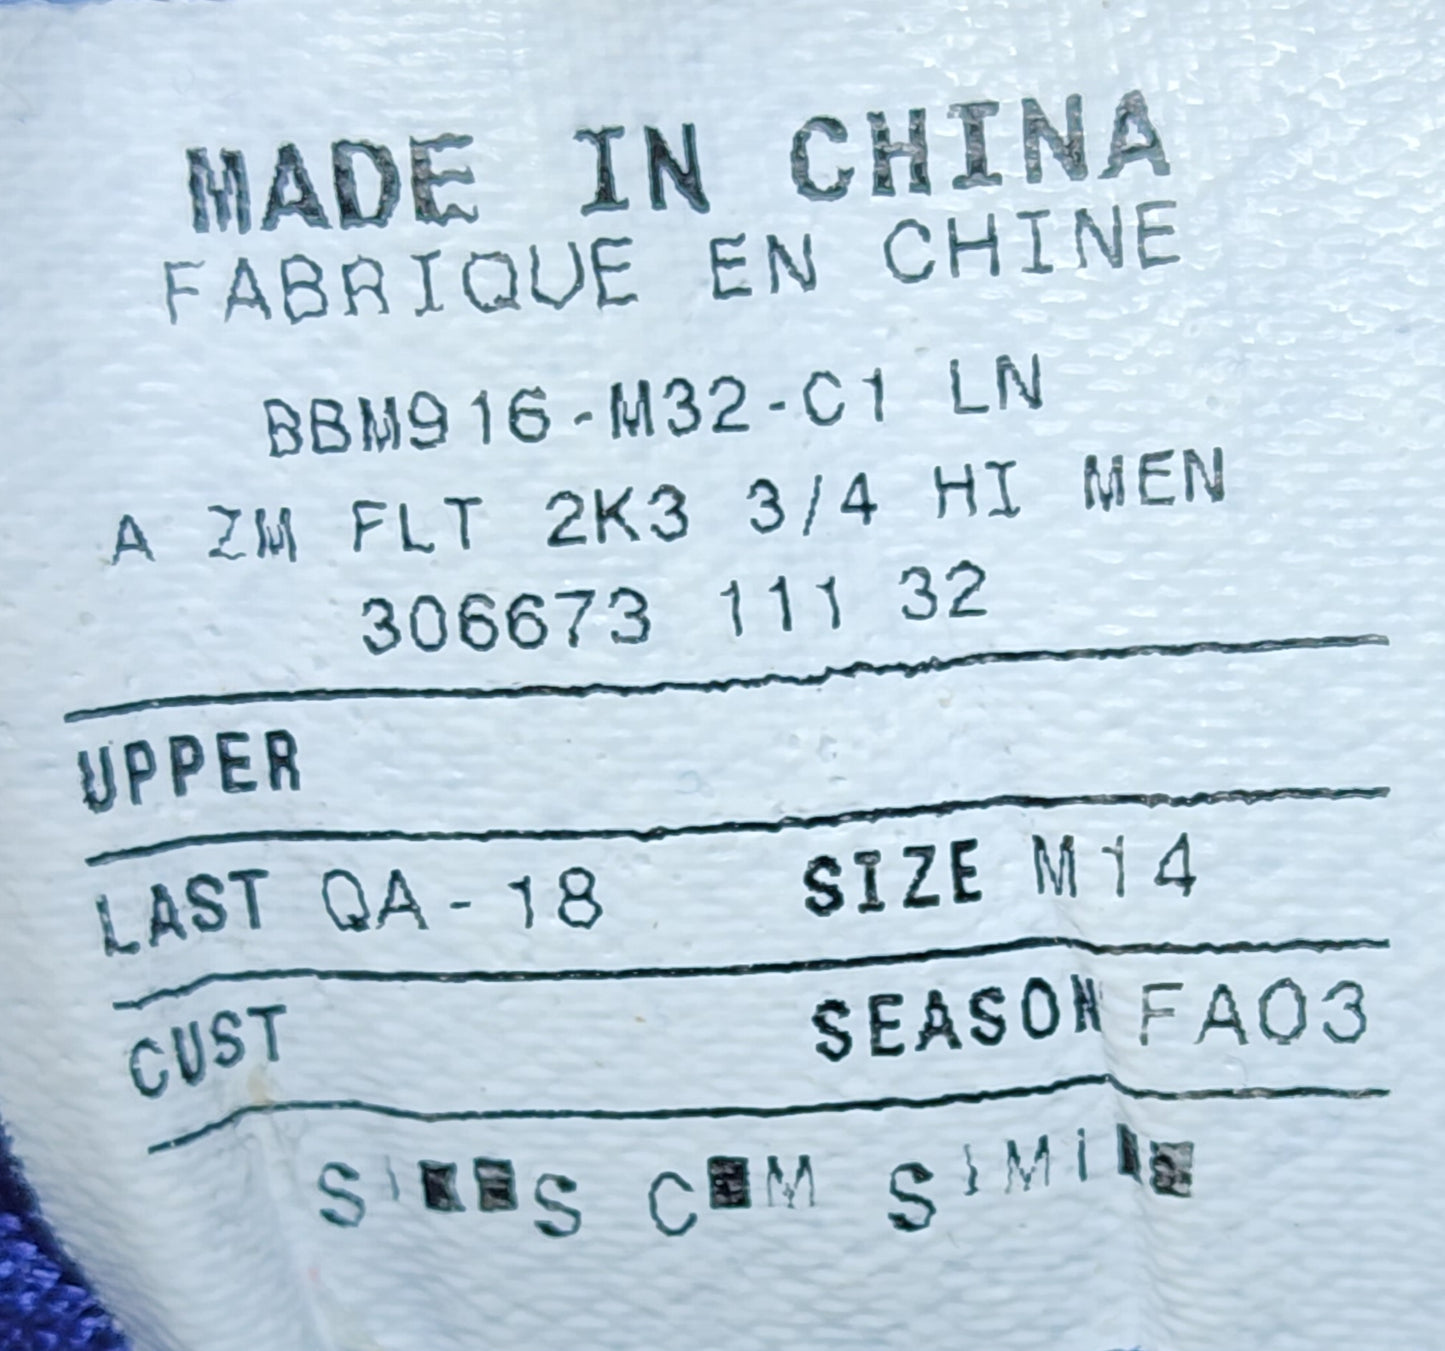 MADE IN CHINA
FABRIQUE EN CHINE
BBM916-M32-C1 LN
A ZM FLT 2K3 3/4 HI MEN
306673 111 32
UPPER
LAST QA-18 SIZE M14
CUST SEASON FA03